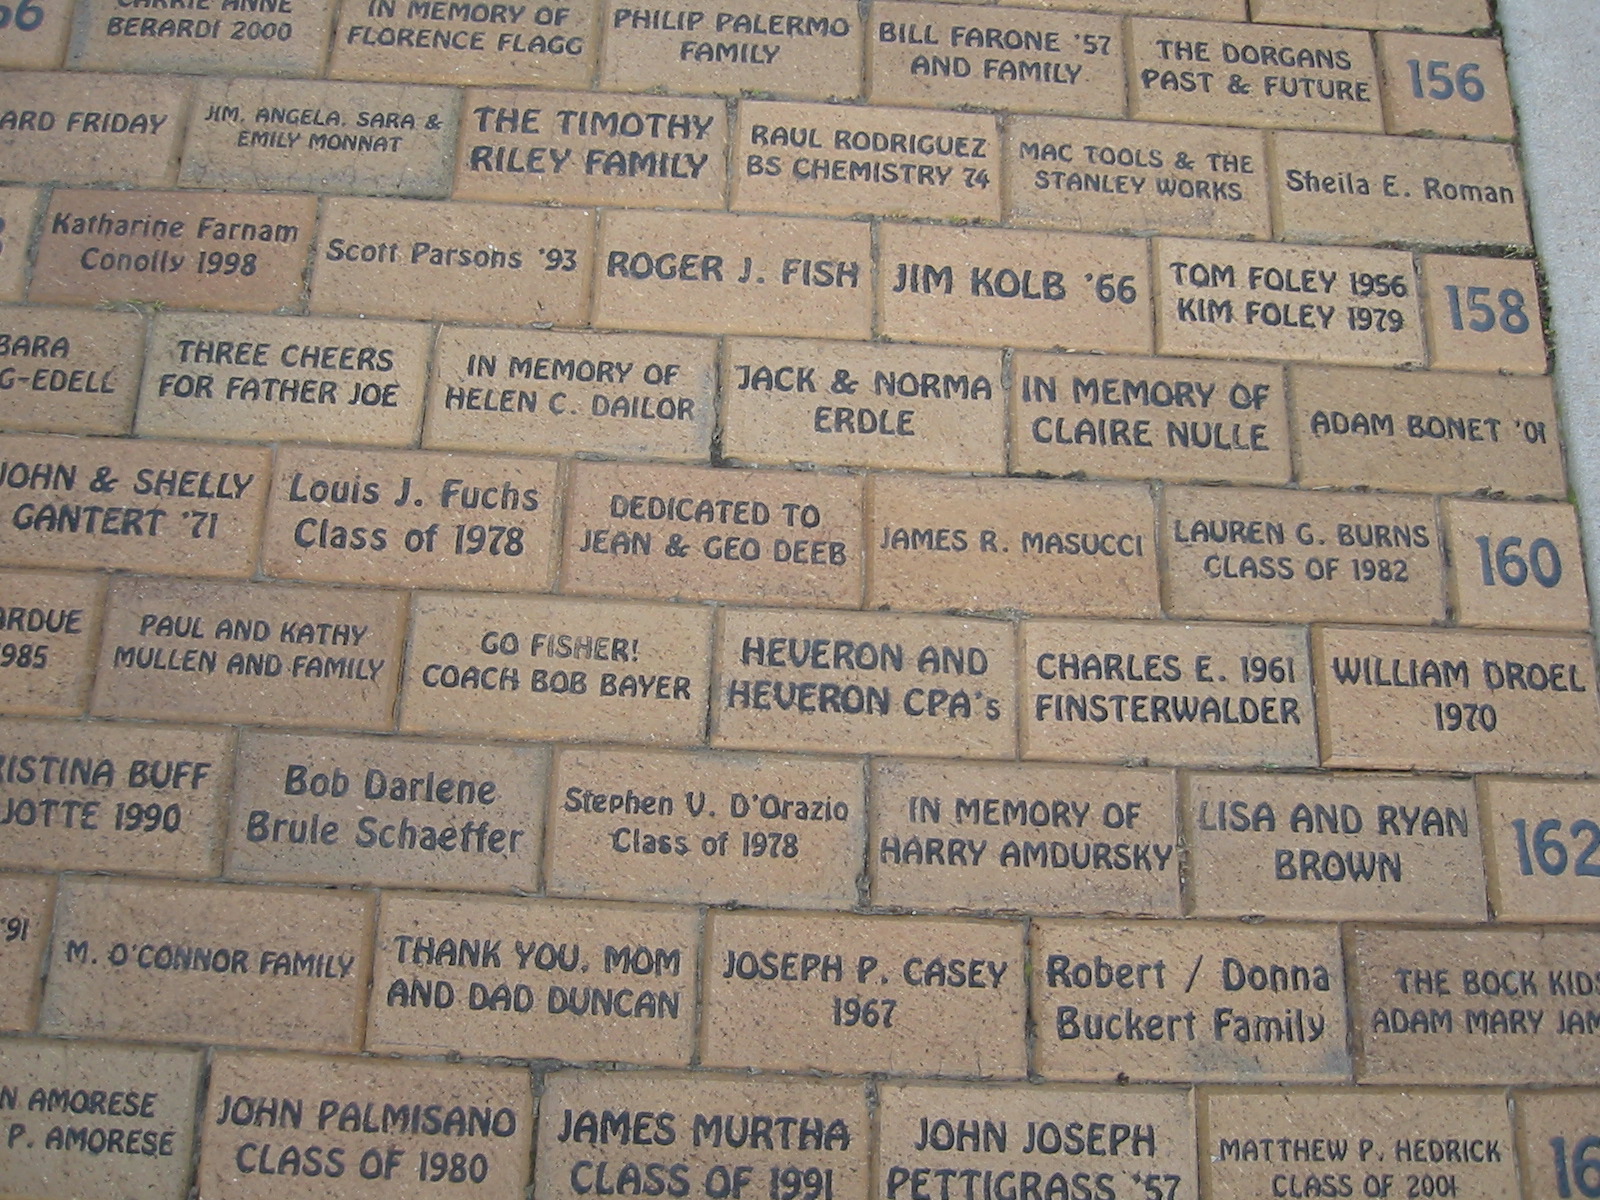 66
CARRIE ANNE
BERARDI 2000
IN MEMORY OF
FLORENCE FLAGG
PHILIP PALERMO
FAMILY
BILL FARONE '57
AND FAMILY
THE DORGANS
PAST & FUTURE
156
ARD FRIDAY
JIM, ANGELA, SARA &
EMILY MONNAT
THE TIMOTHY
RILEY FAMILY
RAUL RODRIGUEZ
BS CHEMISTRY 74
MAC TOOLS & THE
STANLEY WORKS
Sheila E. Roman
Katharine Farnam
Conolly 1998
Scott Parsons '93
ROGER J. FISH
JIM KOLB '66
TOM FOLEY 1956
KIM FOLEY 1979
158
BARA
G-EDELL
THREE CHEERS
FOR FATHER JOE
IN MEMORY OF
HELEN C. DAILOR
JACK & NORMA
ERDLE
IN MEMORY OF
CLAIRE NULLE
ADAM BONET '01
JOHN & SHELLY
GANTERT '71
Louis J. Fuchs
Class of 1978
DEDICATED TO
JEAN & GEO DEEB
JAMES R. MASUCCI
LAUREN G. BURNS
CLASS OF 1982
160
ARDUE
985
PAUL AND KATHY
MULLEN AND FAMILY
GO FISHER!
COACH BOB BAYER
HEVERON AND
HEVERON CPA's
CHARLES E. 1961
FINSTERWALDER
WILLIAM DROEL
1970
RISTINA BUFF
JOTTE 1990
Bob Darlene
Brule Schaeffer
Stephen V. D'Orazio
Class of 1978
IN MEMORY OF
HARRY AMDURSKY
LISA AND RYAN
BROWN
162
'91
M. O'CONNOR FAMILY
THANK YOU, MOM
AND DAD DUNCAN
JOSEPH P. CASEY
1967
Robert / Donna
Buckert Family
THE BOCK KIDS
ADAM MARY JAM
N AMORESE
P. AMORESE
JOHN PALMISANO
CLASS OF 1980
JAMES MURTHA
CLASS OF 1991
JOHN JOSEPH
PETTIGRASS '57
MATTHEW P. HEDRICK
CLASS OF 2001
16